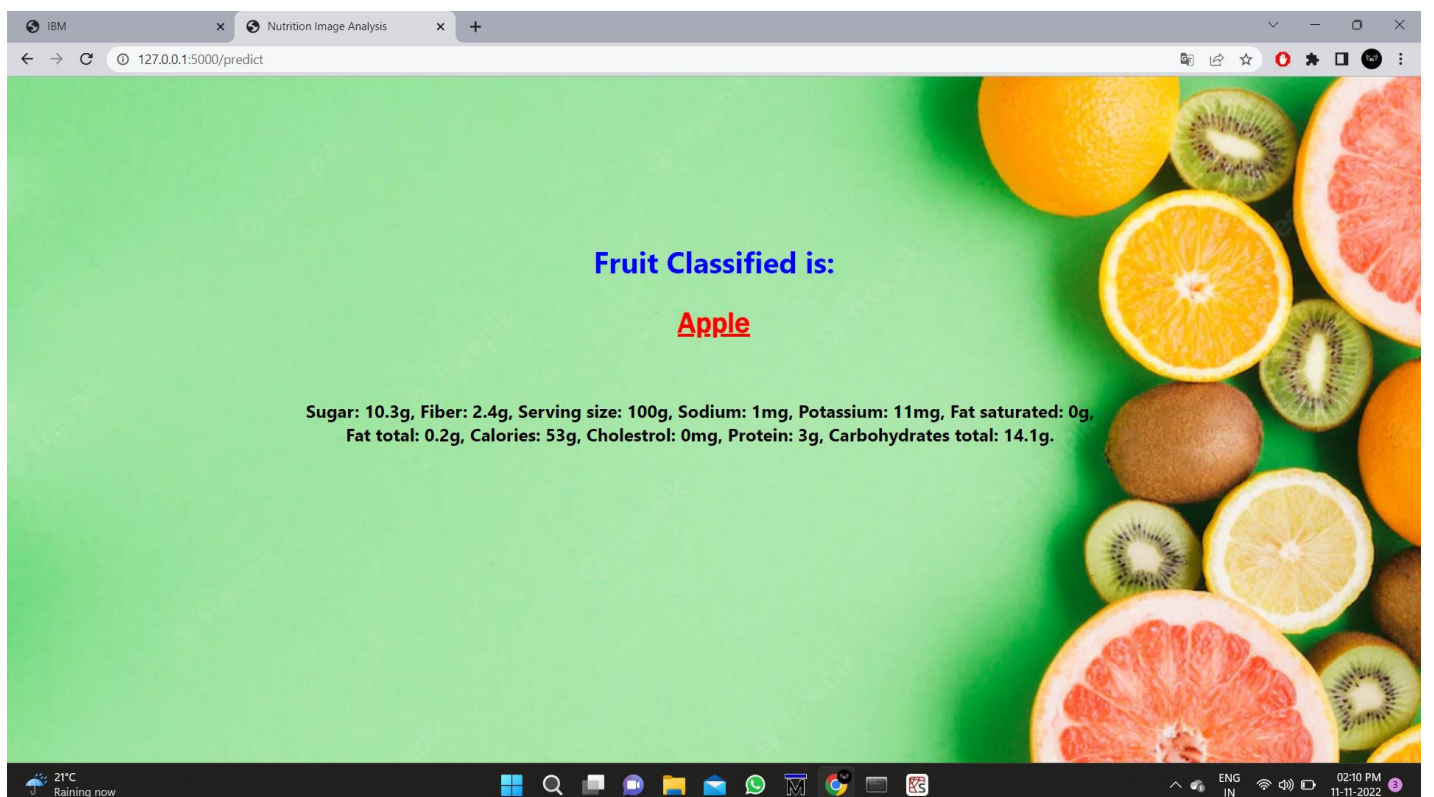 IBM
Nutrition Image Analysis
127.0.0.1:5000/predict
Fruit Classified is:
Apple
Sugar: 10.3g, Fiber: 2.4g, Serving size: 100g, Sodium: 1mg, Potassium: 11mg, Fat saturated: 0g,
Fat total: 0.2g, Calories: 53g, Cholestrol: 0mg, Protein: 3g, Carbohydrates total: 14.1g.
21°C
Raining now
ENG
IN
02:10 PM
11-11-2022
3